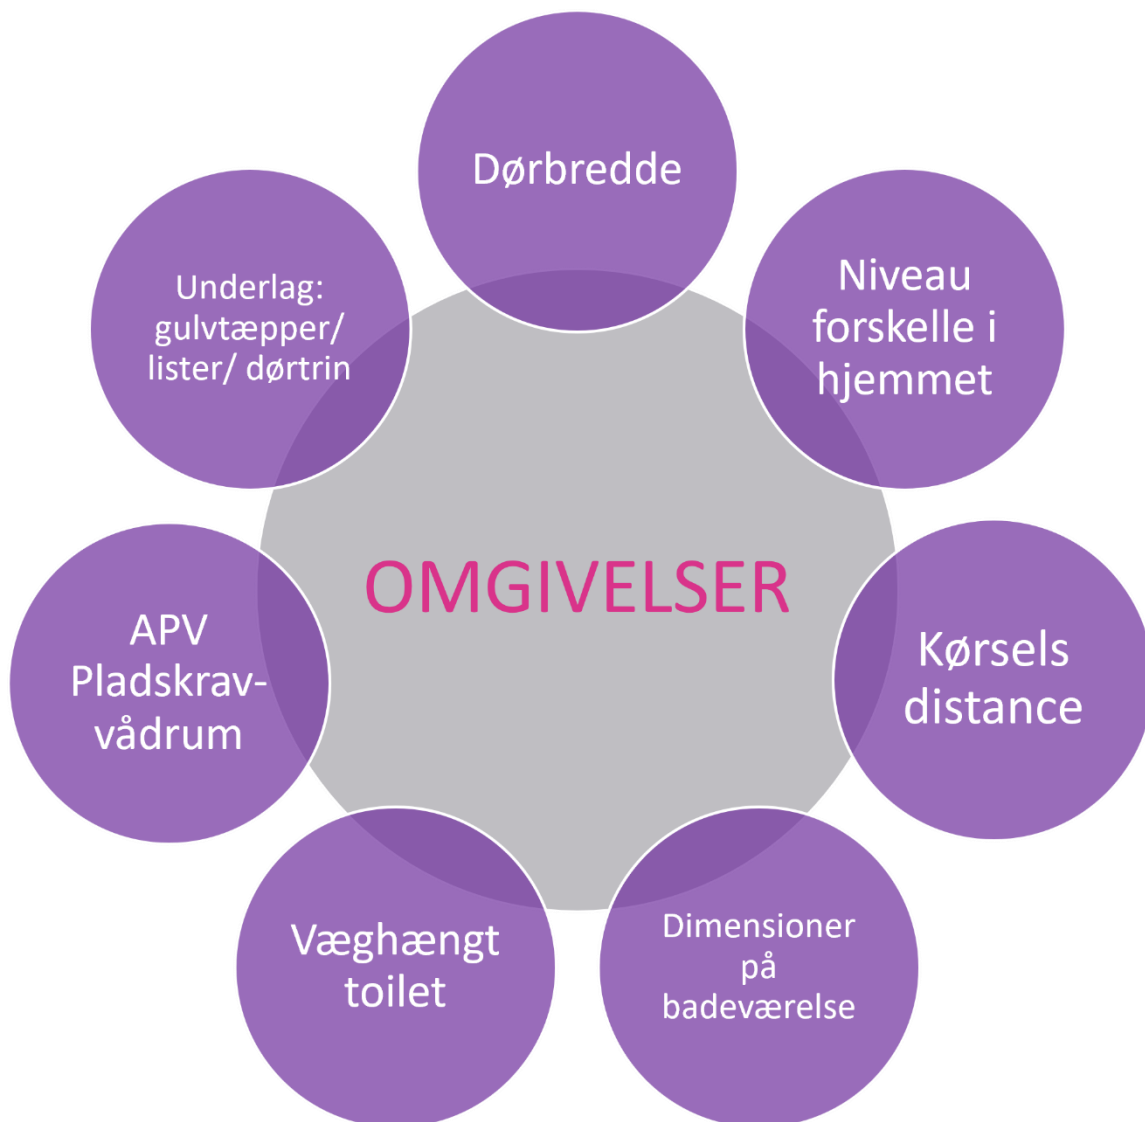 Dørbredde
Niveau
forskelle i
hjemmet
Kørsels
distance
Dimensioner
på
badeværelse
Væghængt
toilet
APV
Pladskrav-
vådrum
Underlag:
gulvtæpper/
lister/ dørtrin
OMGIVELSER